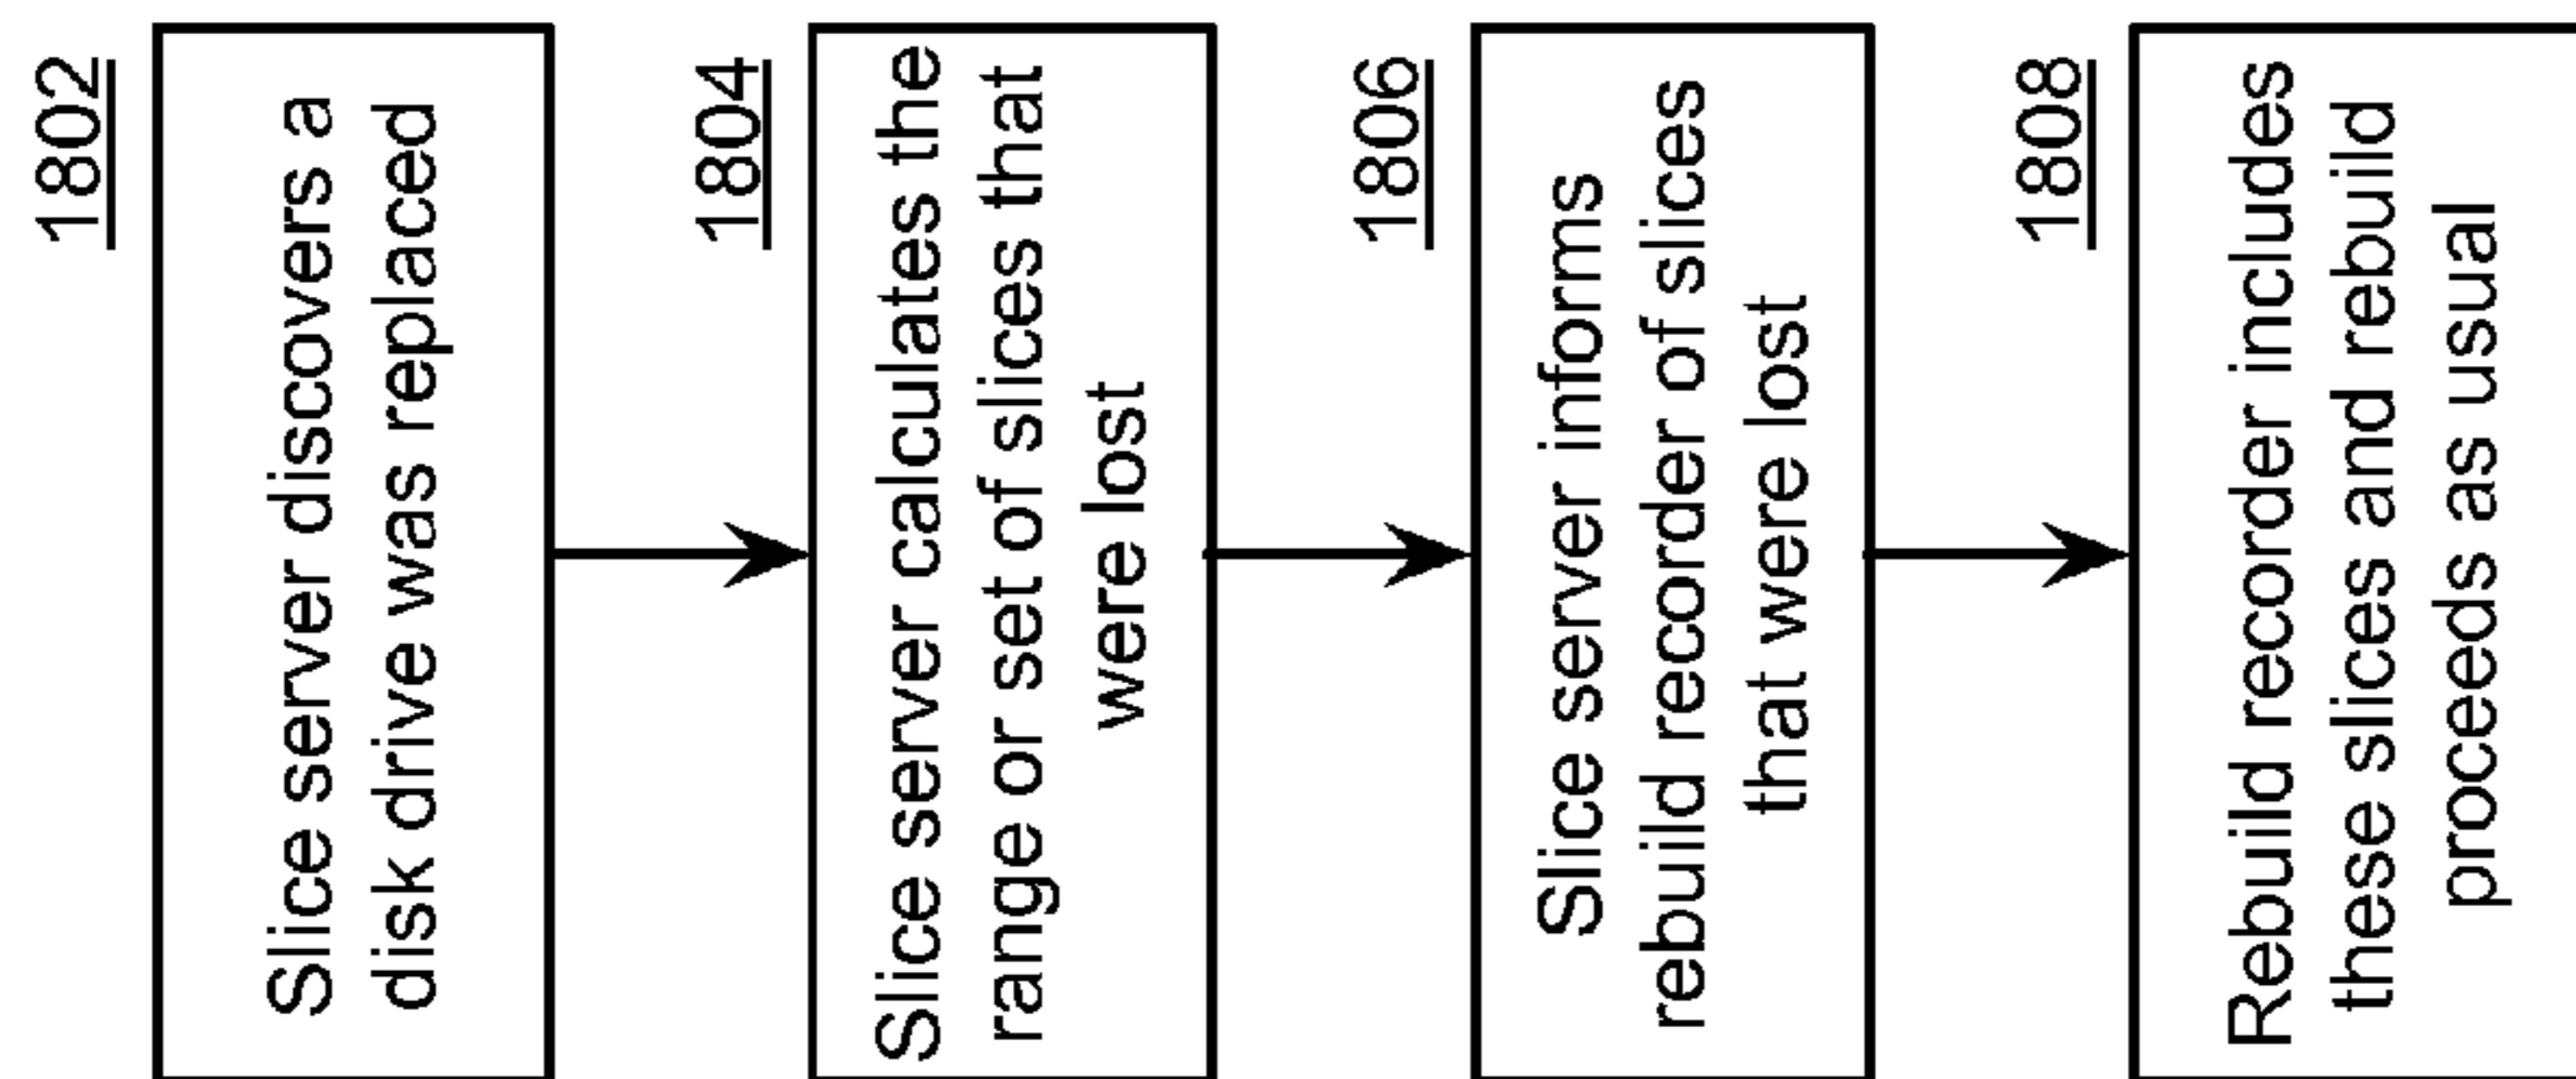 1802
Slice server discovers a
disk drive was replaced
1804
Slice server calculates the
range or set of slices that
were lost
1806
Slice server informs
rebuild recorder of slices
that were lost
1808
Rebuild recorder includes
these slices and rebuild
proceeds as usual